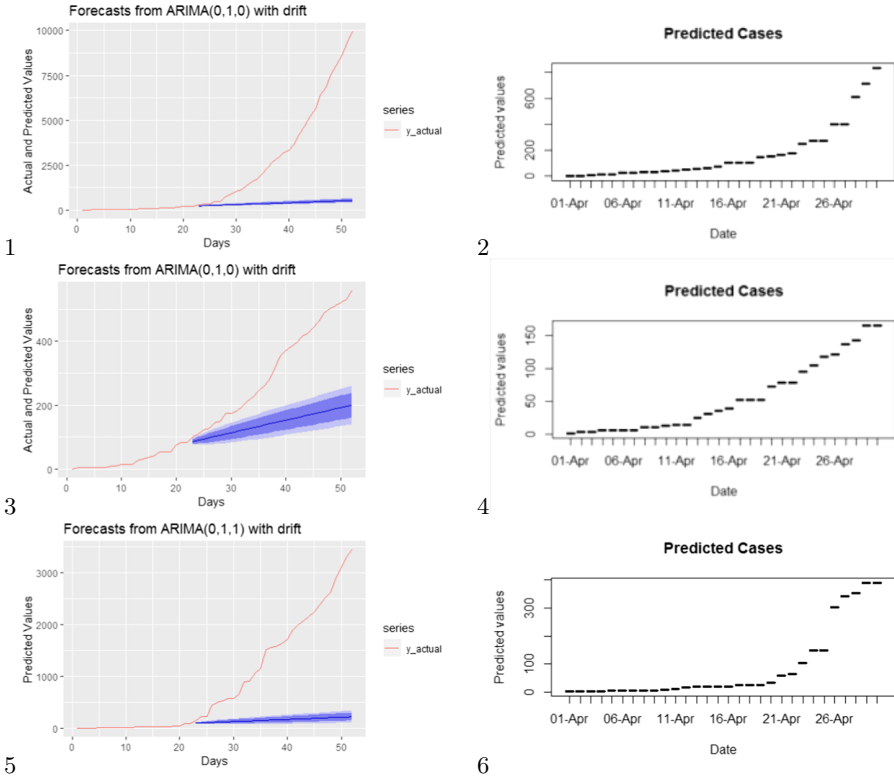 Forecasts from ARIMA(0,1,0) with drift
Actual and Predicted Values
10000
7500
5000
2500
0
0 10 20 30 40 50
Days
series
y_actual
1
Predicted Cases
Predicted values
600
200
0
01-Apr 06-Apr 11-Apr 16-Apr 21-Apr 26-Apr
Date
2
Forecasts from ARIMA(0,1,0) with drift
Actual and Predicted Values
400
200
0
0 10 20 30 40 50
Days
series
y_actual
3
Predicted Cases
Predicted values
150
100
50
0
01-Apr 06-Apr 11-Apr 16-Apr 21-Apr 26-Apr
Date
4
Forecasts from ARIMA(0,1,1) with drift
Predicted Values
3000
2000
1000
0
0 10 20 30 40 50
Days
series
y_actual
5
Predicted Cases
Predicted values
300
100
0
01-Apr 06-Apr 11-Apr 16-Apr 21-Apr 26-Apr
Date
6